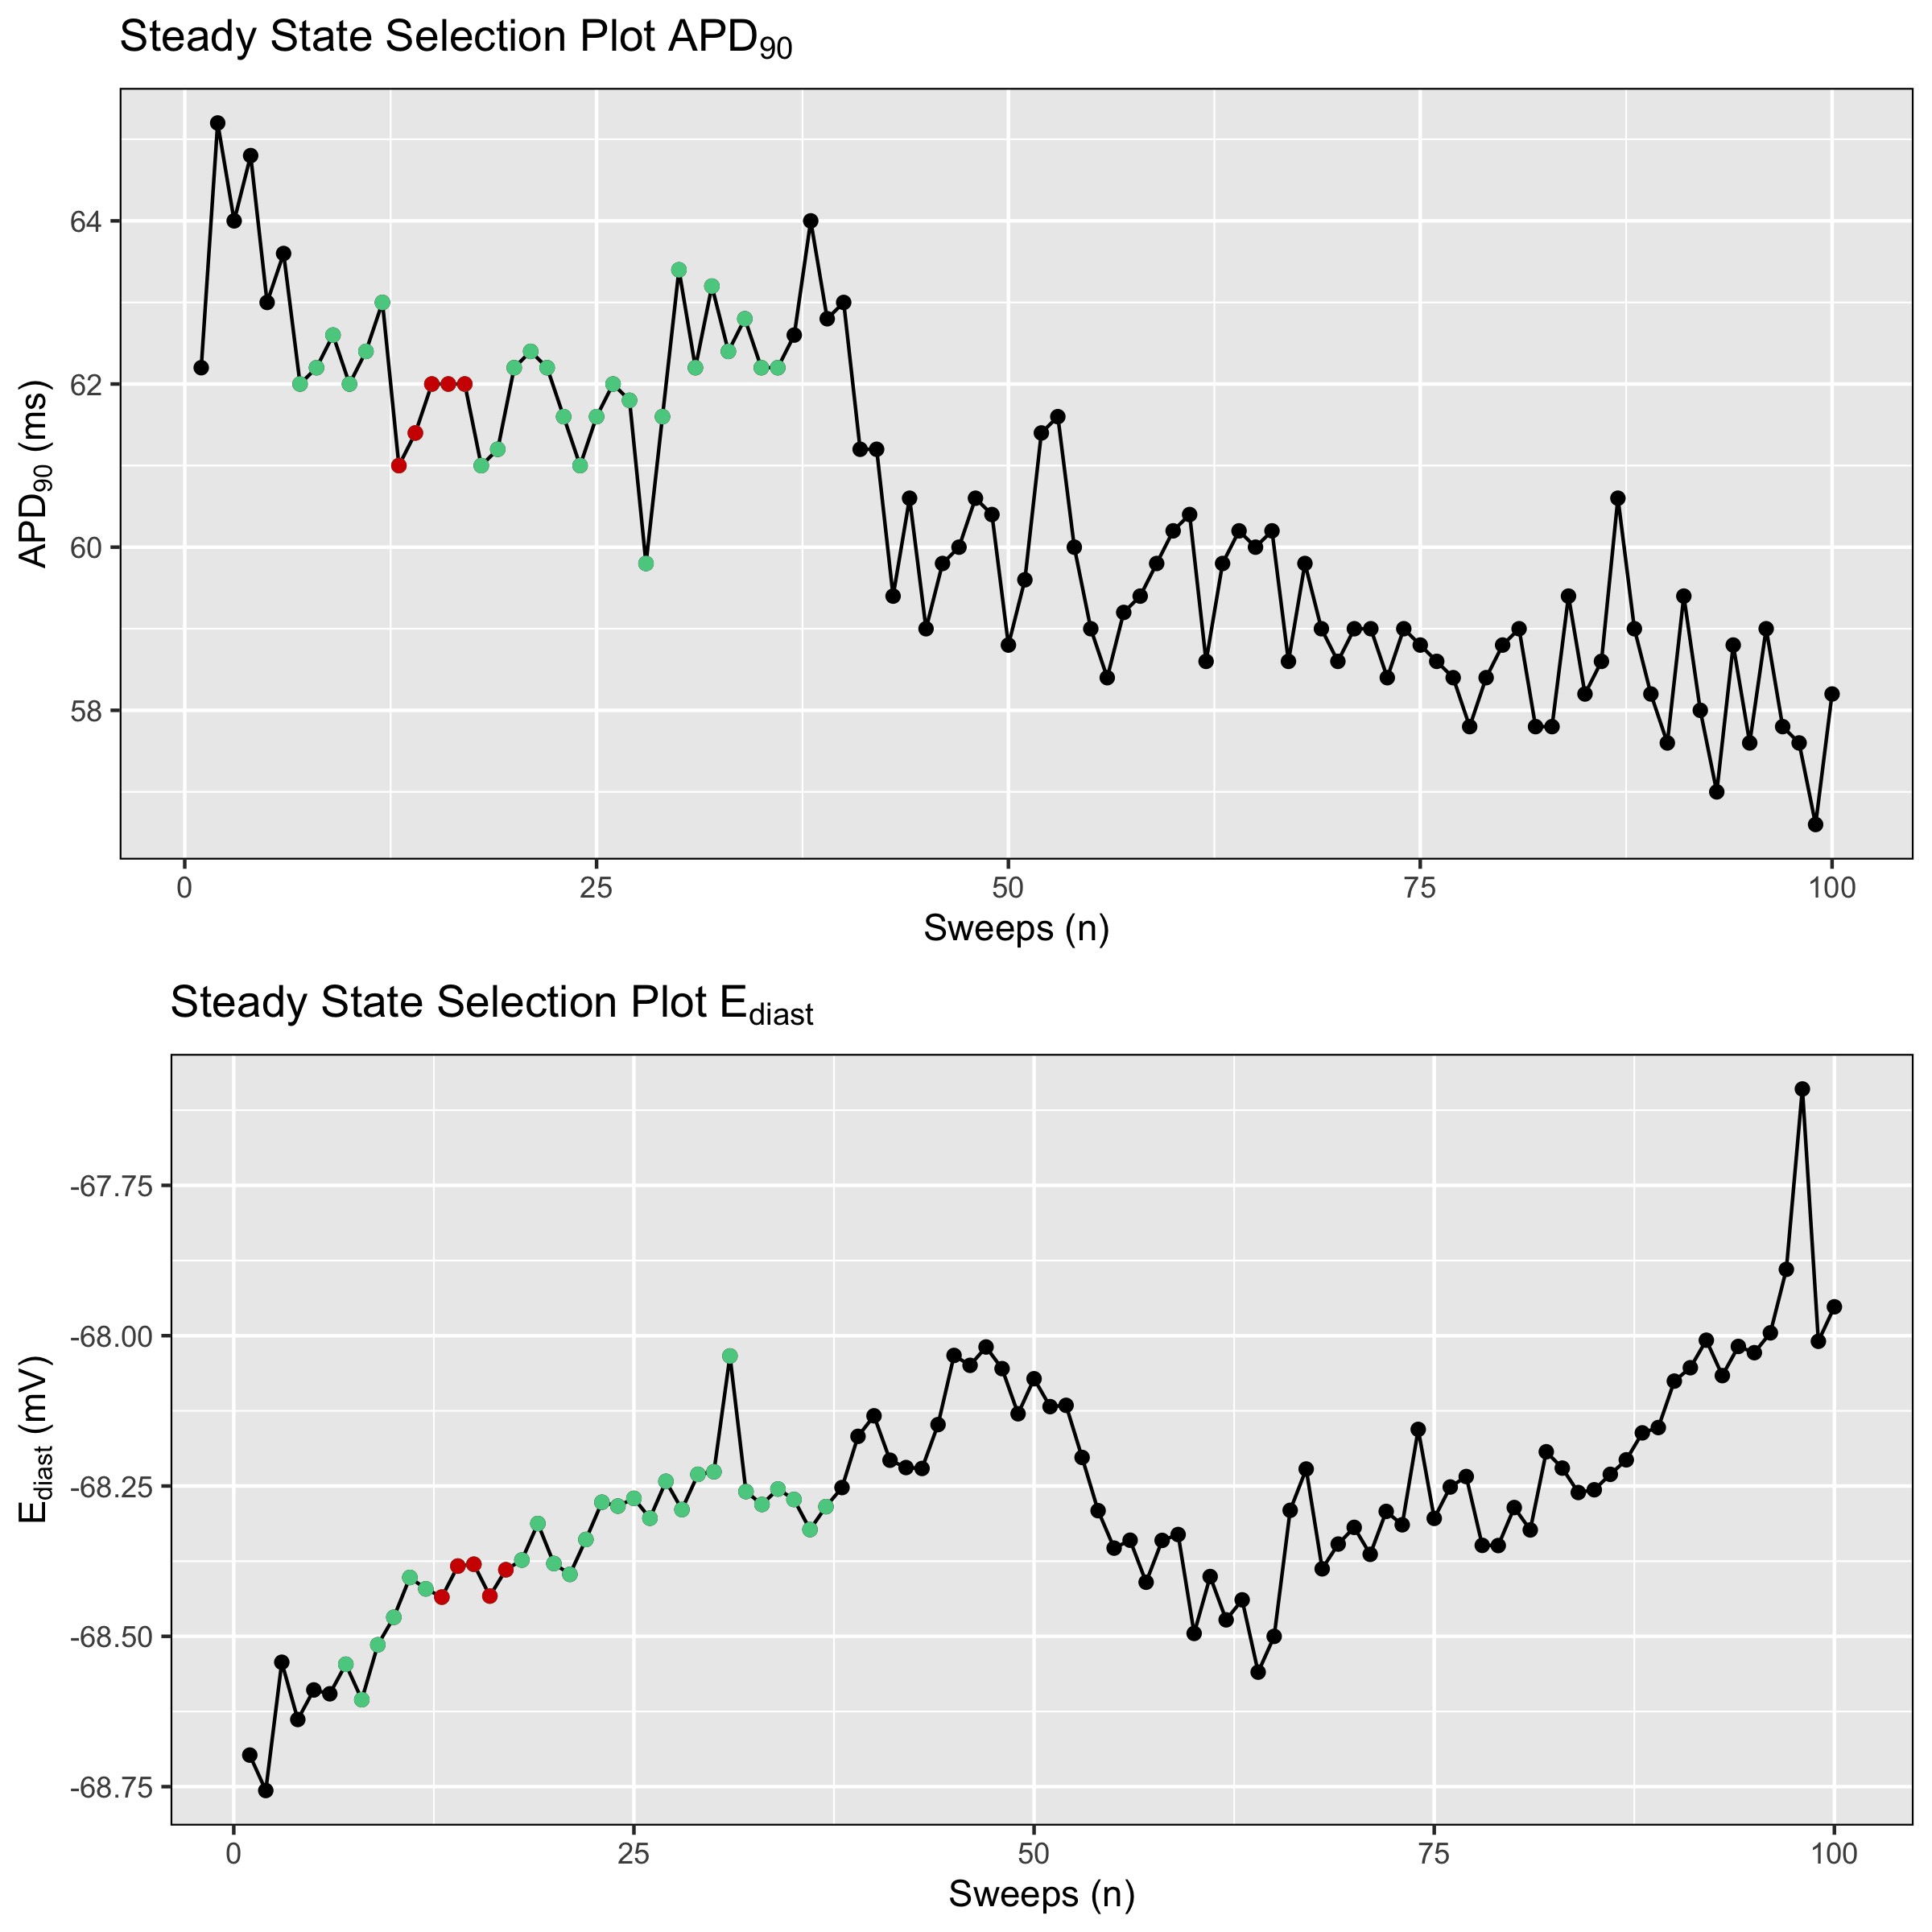 Steady State Selection Plot APD90
64
62
60
58
APD90 (ms)
0 25 50 75 100
Sweeps (n)
Steady State Selection Plot Ediast
-67.75
-68.00
-68.25
-68.50
-68.75
Ediast (mV)
0 25 50 75 100
Sweeps (n)